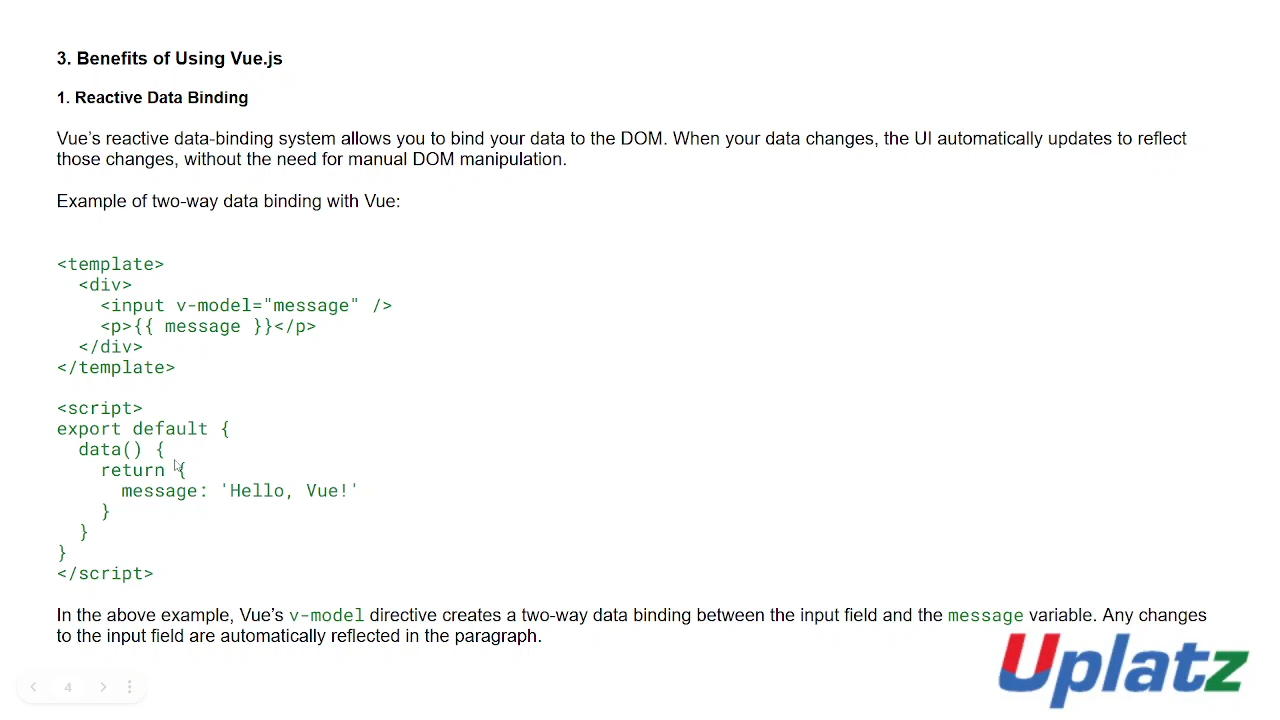 3. Benefits of Using Vue.js
1. Reactive Data Binding
Vue’s reactive data-binding system allows you to bind your data to the DOM. When your data changes, the UI automatically updates to reflect
those changes, without the need for manual DOM manipulation.
Example of two-way data binding with Vue:
<template>
  <div>
    <input v-model="message" />
    <p>{{ message }}</p>
  </div>
</template>
<script>
export default {
  data() {
    return {
      message: 'Hello, Vue!'
    }
  }
}
</script>
In the above example, Vue’s v-model directive creates a two-way data binding between the input field and the message variable. Any changes
to the input field are automatically reflected in the paragraph.
Uplatz
4